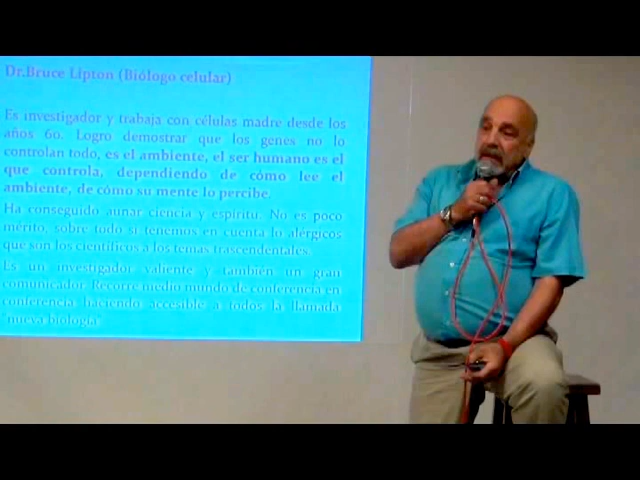 Dr.Bruce Lipton (Biólogo celular)
Es investigador y trabaja con células madre desde los
años 60. Logro demostrar que los genes no lo
controlan todo, es el ambiente, el ser humano es el
que controla, dependiendo de cómo lee el
ambiente, de cómo su mente lo percibe.
Ha conseguido aunar ciencia y espíritu. No es poco
mérito, sobre todo si tenemos en cuenta lo alérgicos
que son los científicos a los temas trascendentales.
Es un investigador valiente y también un gran
comunicador. Recorre medio mundo de conferencia en
conferencia haciendo accesible a todos la llamada
"nueva biología"